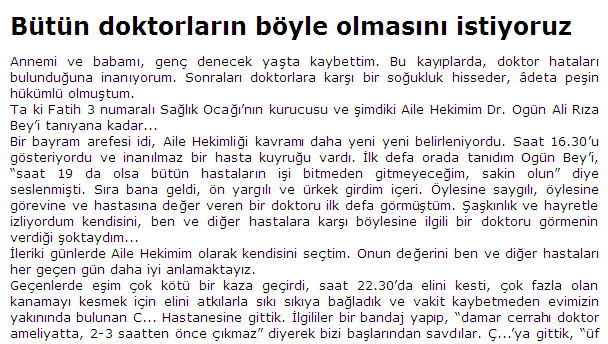 Bütün doktorların böyle olmasını istiyoruz
Annemi ve babamı, genç denecek yaşta kaybettim. Bu kayıplarda, doktor hataları
bulunduğuna inanıyorum. Sonraları doktorlara karşı bir soğukluk hisseder, âdeta peşin
hükümlü olmuştum.
Ta ki Fatih 3 numaralı Sağlık Ocağı’nın kurucusu ve şimdiki Aile Hekimim Dr. Ogün Ali Rıza
Bey’i tanıyana kadar...
Bir bayram arefesi idi, Aile Hekimliği kavramı daha yeni yeni belirleniyordu. Saat 16.30’u
gösteriyordu ve inanılmaz bir hasta kuyruğu vardı. İlk defa orada tanıdım Ogün Bey’i,
“saat 19 da olsa bütün hastaların işi bitmeden gitmeyeceğim, sakin olun” diye
seslenmişti. Sıra bana geldi, ön yargılı ve ürkek girdim içeri. Öylesine saygılı, öylesine
görevine ve hastasına değer veren bir doktoru ilk defa görmüştüm. Şaşkınlık ve hayretle
izliyordum kendisini, ben ve diğer hastalara karşı böylesine ilgili bir doktoru görmenin
verdiği şoktaydım...
İleriki günlerde Aile Hekimim olarak kendisini seçtim. Onun değerini ben ve diğer hastaları
her geçen gün daha iyi anlamaktayız.
Geçenlerde eşim çok kötü bir kaza geçirdi, saat 22.30’da elini kesti, çok fazla olan
kanamayı kesmek için elini atkılarla sıkı sıkıya bağladık ve vakit kaybetmeden evimizin
yakınında bulunan C... Hastanesine gittik. İlgililer bir bandaj yapıp, “damar cerrahı doktor
ameliyatta, 2-3 saatten önce çıkmaz” diyerek bizi başlarından savdılar. Ç...’ya gittik, “üf